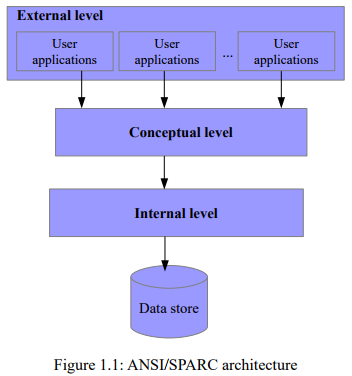 External level
User
applications
User
applications
...
User
applications
Conceptual level
Internal level
Data store
Figure 1.1: ANSI/SPARC architecture